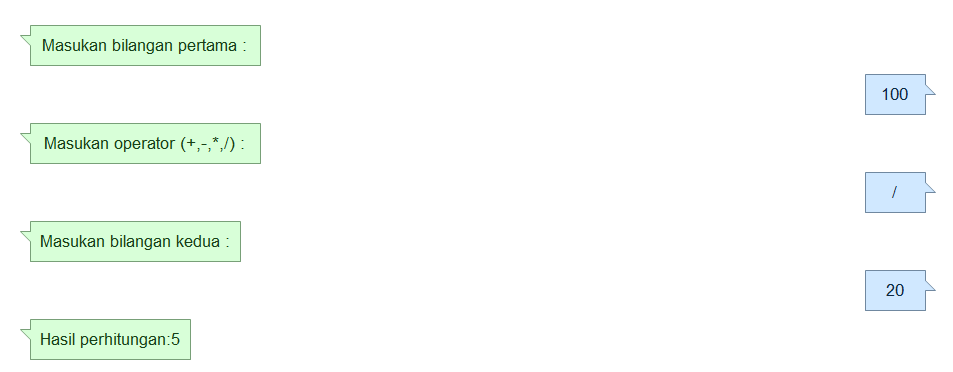 Masukan bilangan pertama :
100
Masukan operator (+,-,*,/) :
/
Masukan bilangan kedua :
20
Hasil perhitungan:5